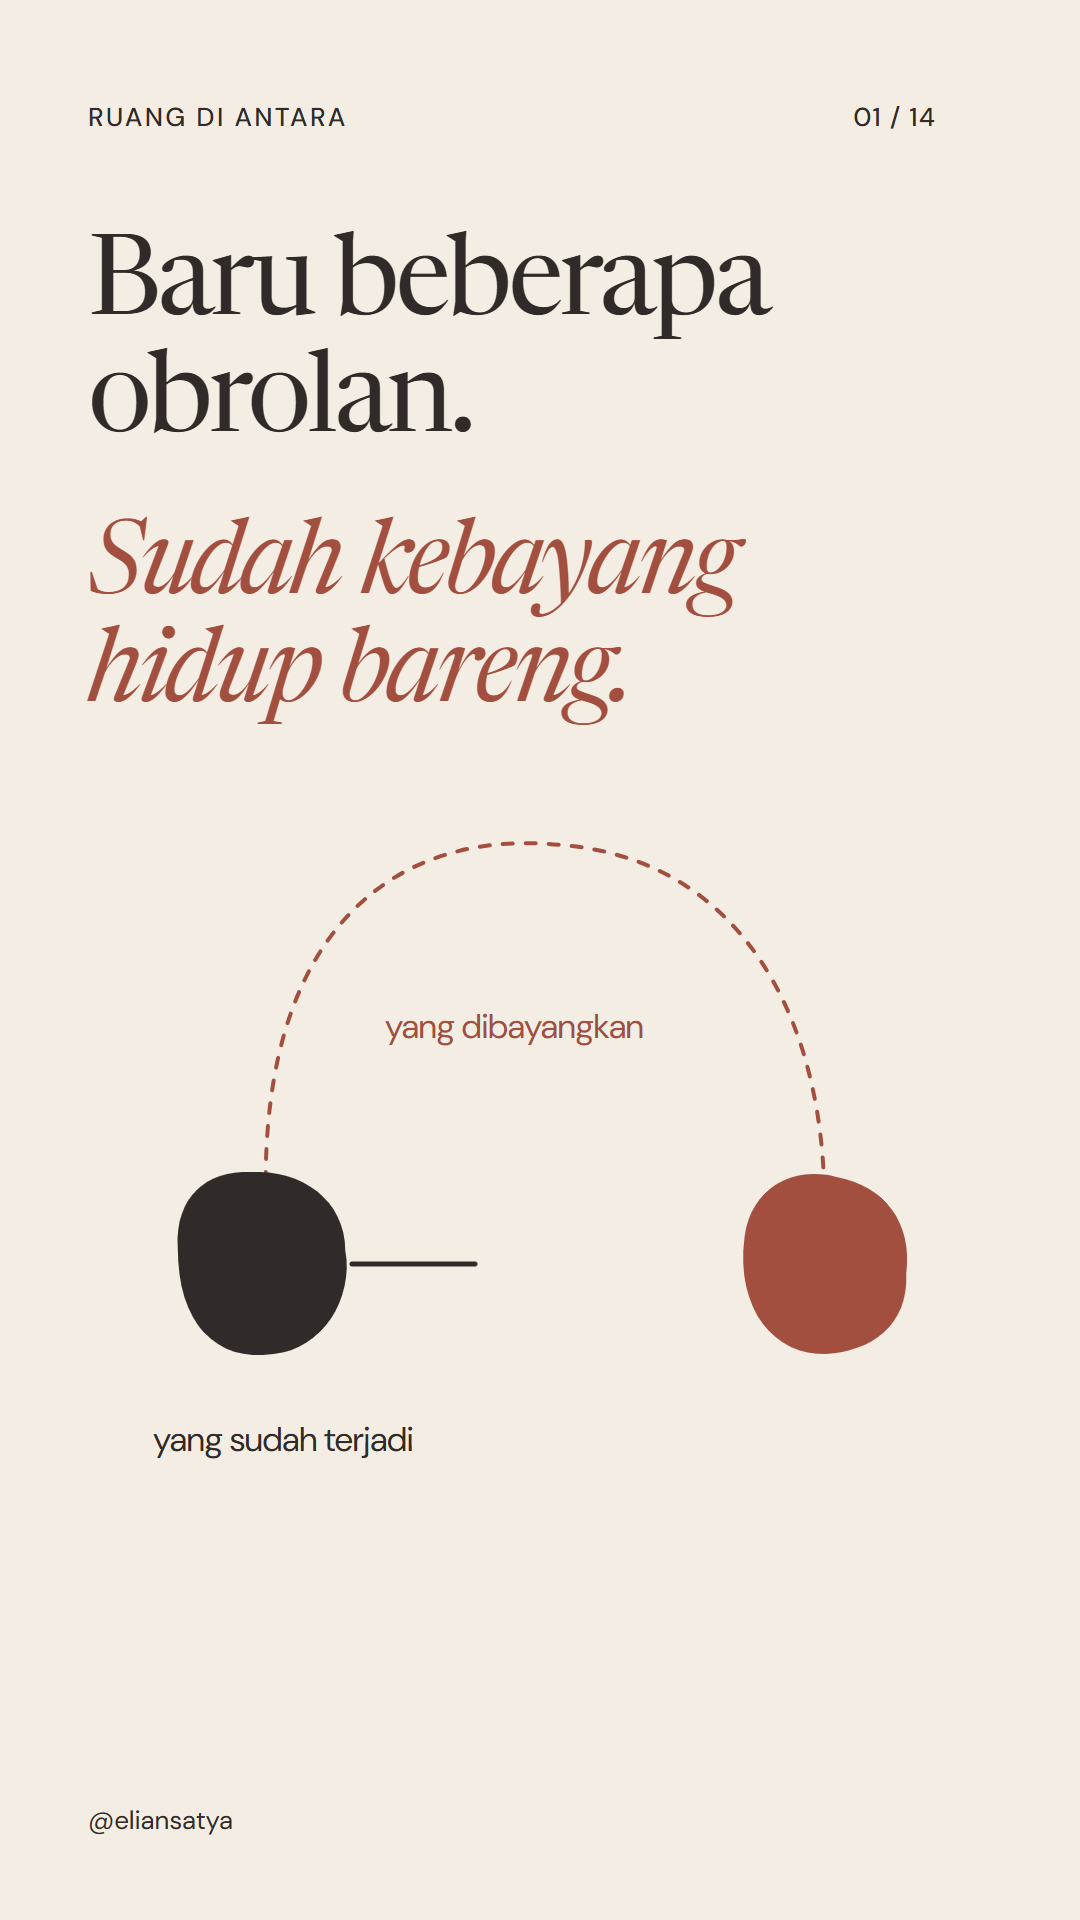 RUANG DI ANTARA
01 / 14
Baru beberapa
obrolan.
Sudah kebayang
hidup bareng.
yang dibayangkan
yang sudah terjadi
@eliansatya